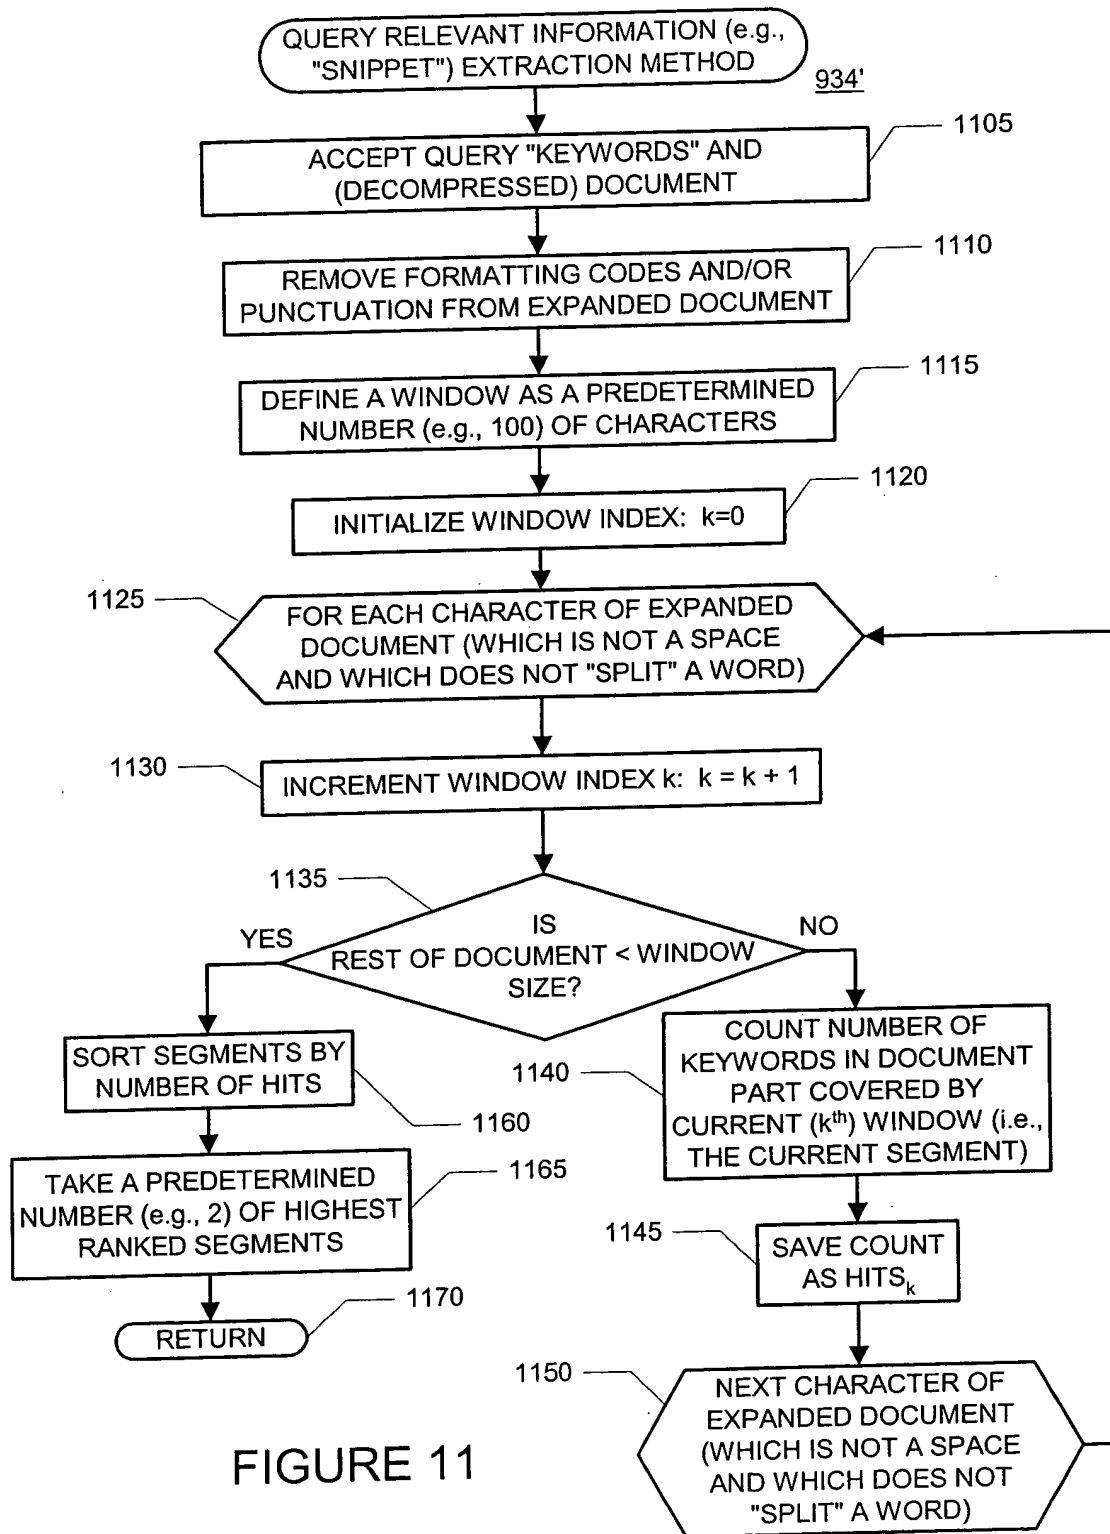 QUERY RELEVANT INFORMATION (e.g.,
"SNIPPET") EXTRACTION METHOD
934'
1105
ACCEPT QUERY "KEYWORDS" AND
(DECOMPRESSED) DOCUMENT
1110
REMOVE FORMATTING CODES AND/OR
PUNCTUATION FROM EXPANDED DOCUMENT
1115
DEFINE A WINDOW AS A PREDETERMINED
NUMBER (e.g., 100) OF CHARACTERS
1120
INITIALIZE WINDOW INDEX: k=0
1125
FOR EACH CHARACTER OF EXPANDED
DOCUMENT (WHICH IS NOT A SPACE
AND WHICH DOES NOT "SPLIT" A WORD)
1130
INCREMENT WINDOW INDEX k: k = k + 1
1135
IS
REST OF DOCUMENT < WINDOW
SIZE?
YES
NO
SORT SEGMENTS BY
NUMBER OF HITS
1160
TAKE A PREDETERMINED
NUMBER (e.g., 2) OF HIGHEST
RANKED SEGMENTS
1165
RETURN
1170
COUNT NUMBER OF
KEYWORDS IN DOCUMENT
PART COVERED BY
CURRENT (kth) WINDOW (i.e.,
THE CURRENT SEGMENT)
1140
1145
SAVE COUNT
AS HITSk
1150
NEXT CHARACTER OF
EXPANDED DOCUMENT
(WHICH IS NOT A SPACE
AND WHICH DOES NOT
"SPLIT" A WORD)
FIGURE 11